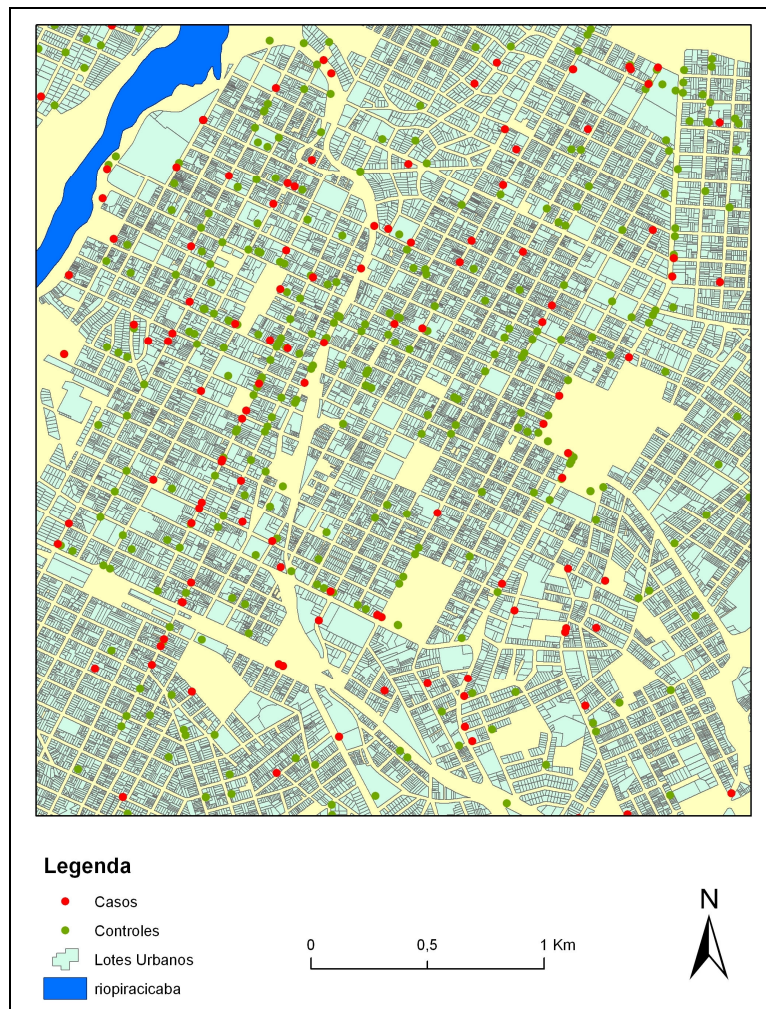 Legenda
Casos
Controles
Lotes Urbanos
riopiracicaba
0 0,5 1 Km
N